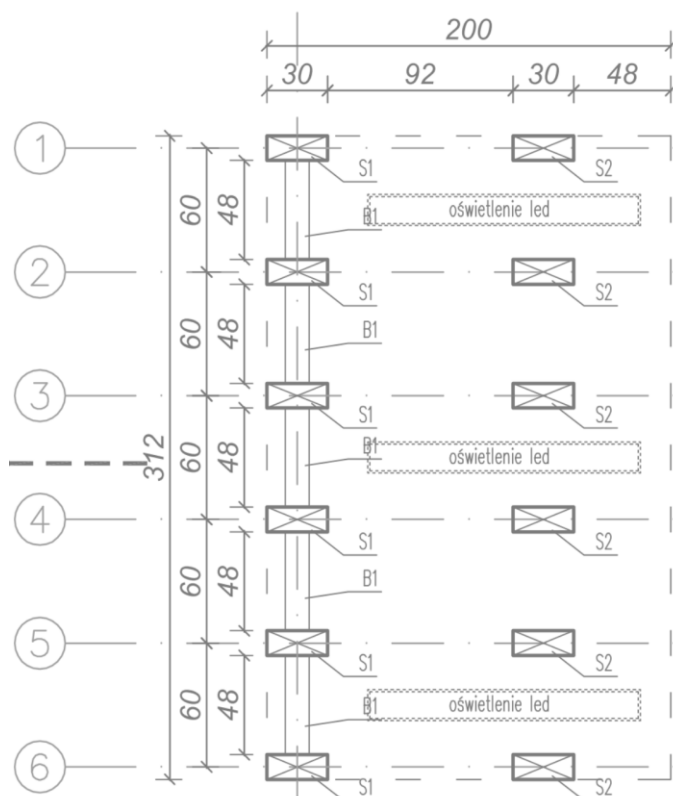 200
30 92 30 48
1
S1 S2
60 48 B1 oświetlenie led
2
S1 S2
60 48 B1
3
S1 S2
312 60 48 B1 oświetlenie led
4
S1 S2
60 48 B1
5
S1 S2
60 48 B1 oświetlenie led
6
S1 S2